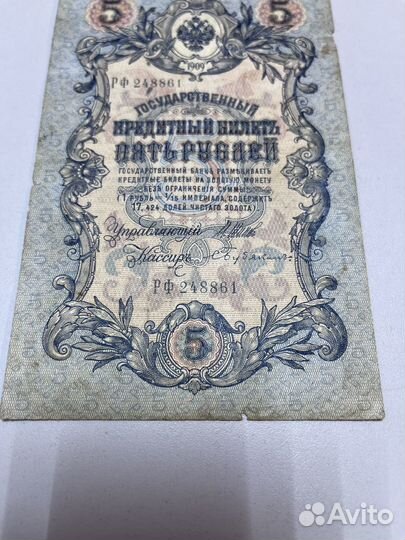 5 5
1909
РФ 248861
ГОСУДАРСТВЕННЫЙ
КРЕДИТНЫЙ БИЛЕТЪ
ПЯТЬ РУБЛЕЙ
ГОСУДАРСТВЕННЫЙ БАНКЪ РАЗМѢНИВАЕТЪ
КРЕДИТНЫЕ БИЛЕТЫ НА ЗОЛОТУЮ МОНЕТУ
БЕЗЪ ОГРАНИЧЕНІЯ СУММЫ
(1 РУБЛЬ = 1/15 ИМПЕРІАЛА, СОДЕРЖИТЪ
17,424 ДОЛЕЙ ЧИСТАГО ЗОЛОТА)
Управляющій
Кассиръ
РФ 248861
5
Avito